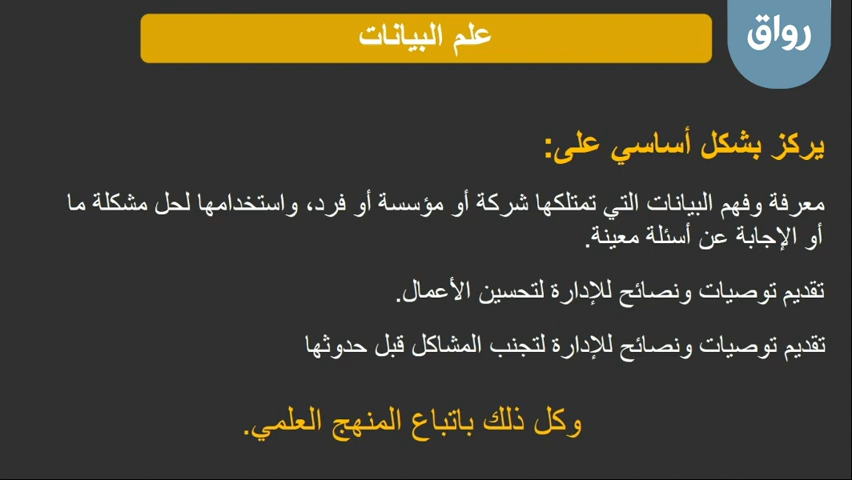 رواق
علم البيانات
يركز بشكل أساسي على:
معرفة وفهم البيانات التي تمتلكها شركة أو مؤسسة أو فرد، واستخدامها لحل مشكلة ما
أو الإجابة عن أسئلة معينة.
تقديم توصيات ونصائح للإدارة لتحسين الأعمال.
تقديم توصيات ونصائح للإدارة لتجنب المشاكل قبل حدوثها
وكل ذلك باتباع المنهج العلمي.